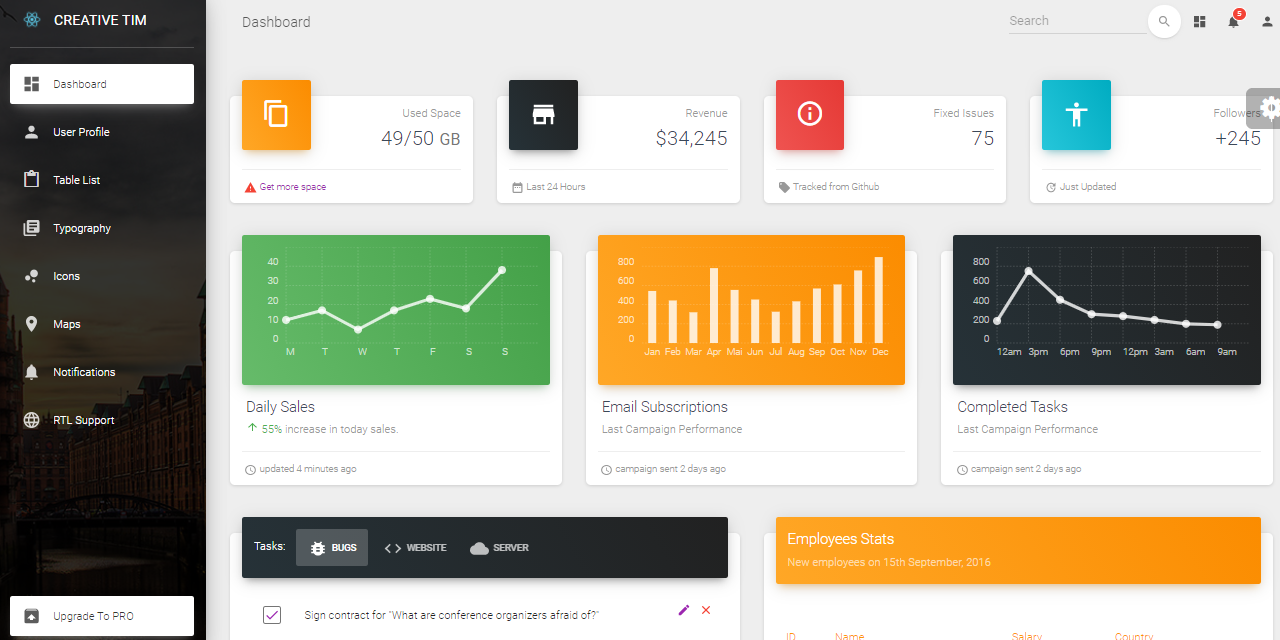 CREATIVE TIM
Dashboard
User Profile
Table List
Typography
Icons
Maps
Notifications
RTL Support
Upgrade To PRO
Dashboard
Search
5
Used Space
49/50 GB
Get more space
Revenue
$34,245
Last 24 Hours
Fixed Issues
75
Tracked from Github
Followers
+245
Just Updated
40
30
20
10
0
M T W T F S S
Daily Sales
55% increase in today sales.
updated 4 minutes ago
800
600
400
200
0
Jan Feb Mar Apr Mai Jun Jul Aug Sep Oct Nov Dec
Email Subscriptions
Last Campaign Performance
campaign sent 2 days ago
800
600
400
200
0
12am 3pm 6pm 9pm 12pm 3am 6am 9am
Completed Tasks
Last Campaign Performance
campaign sent 2 days ago
Tasks: BUGS WEBSITE SERVER
Sign contract for "What are conference organizers afraid of?"
Employees Stats
New employees on 15th September, 2016
ID Name Salary Country